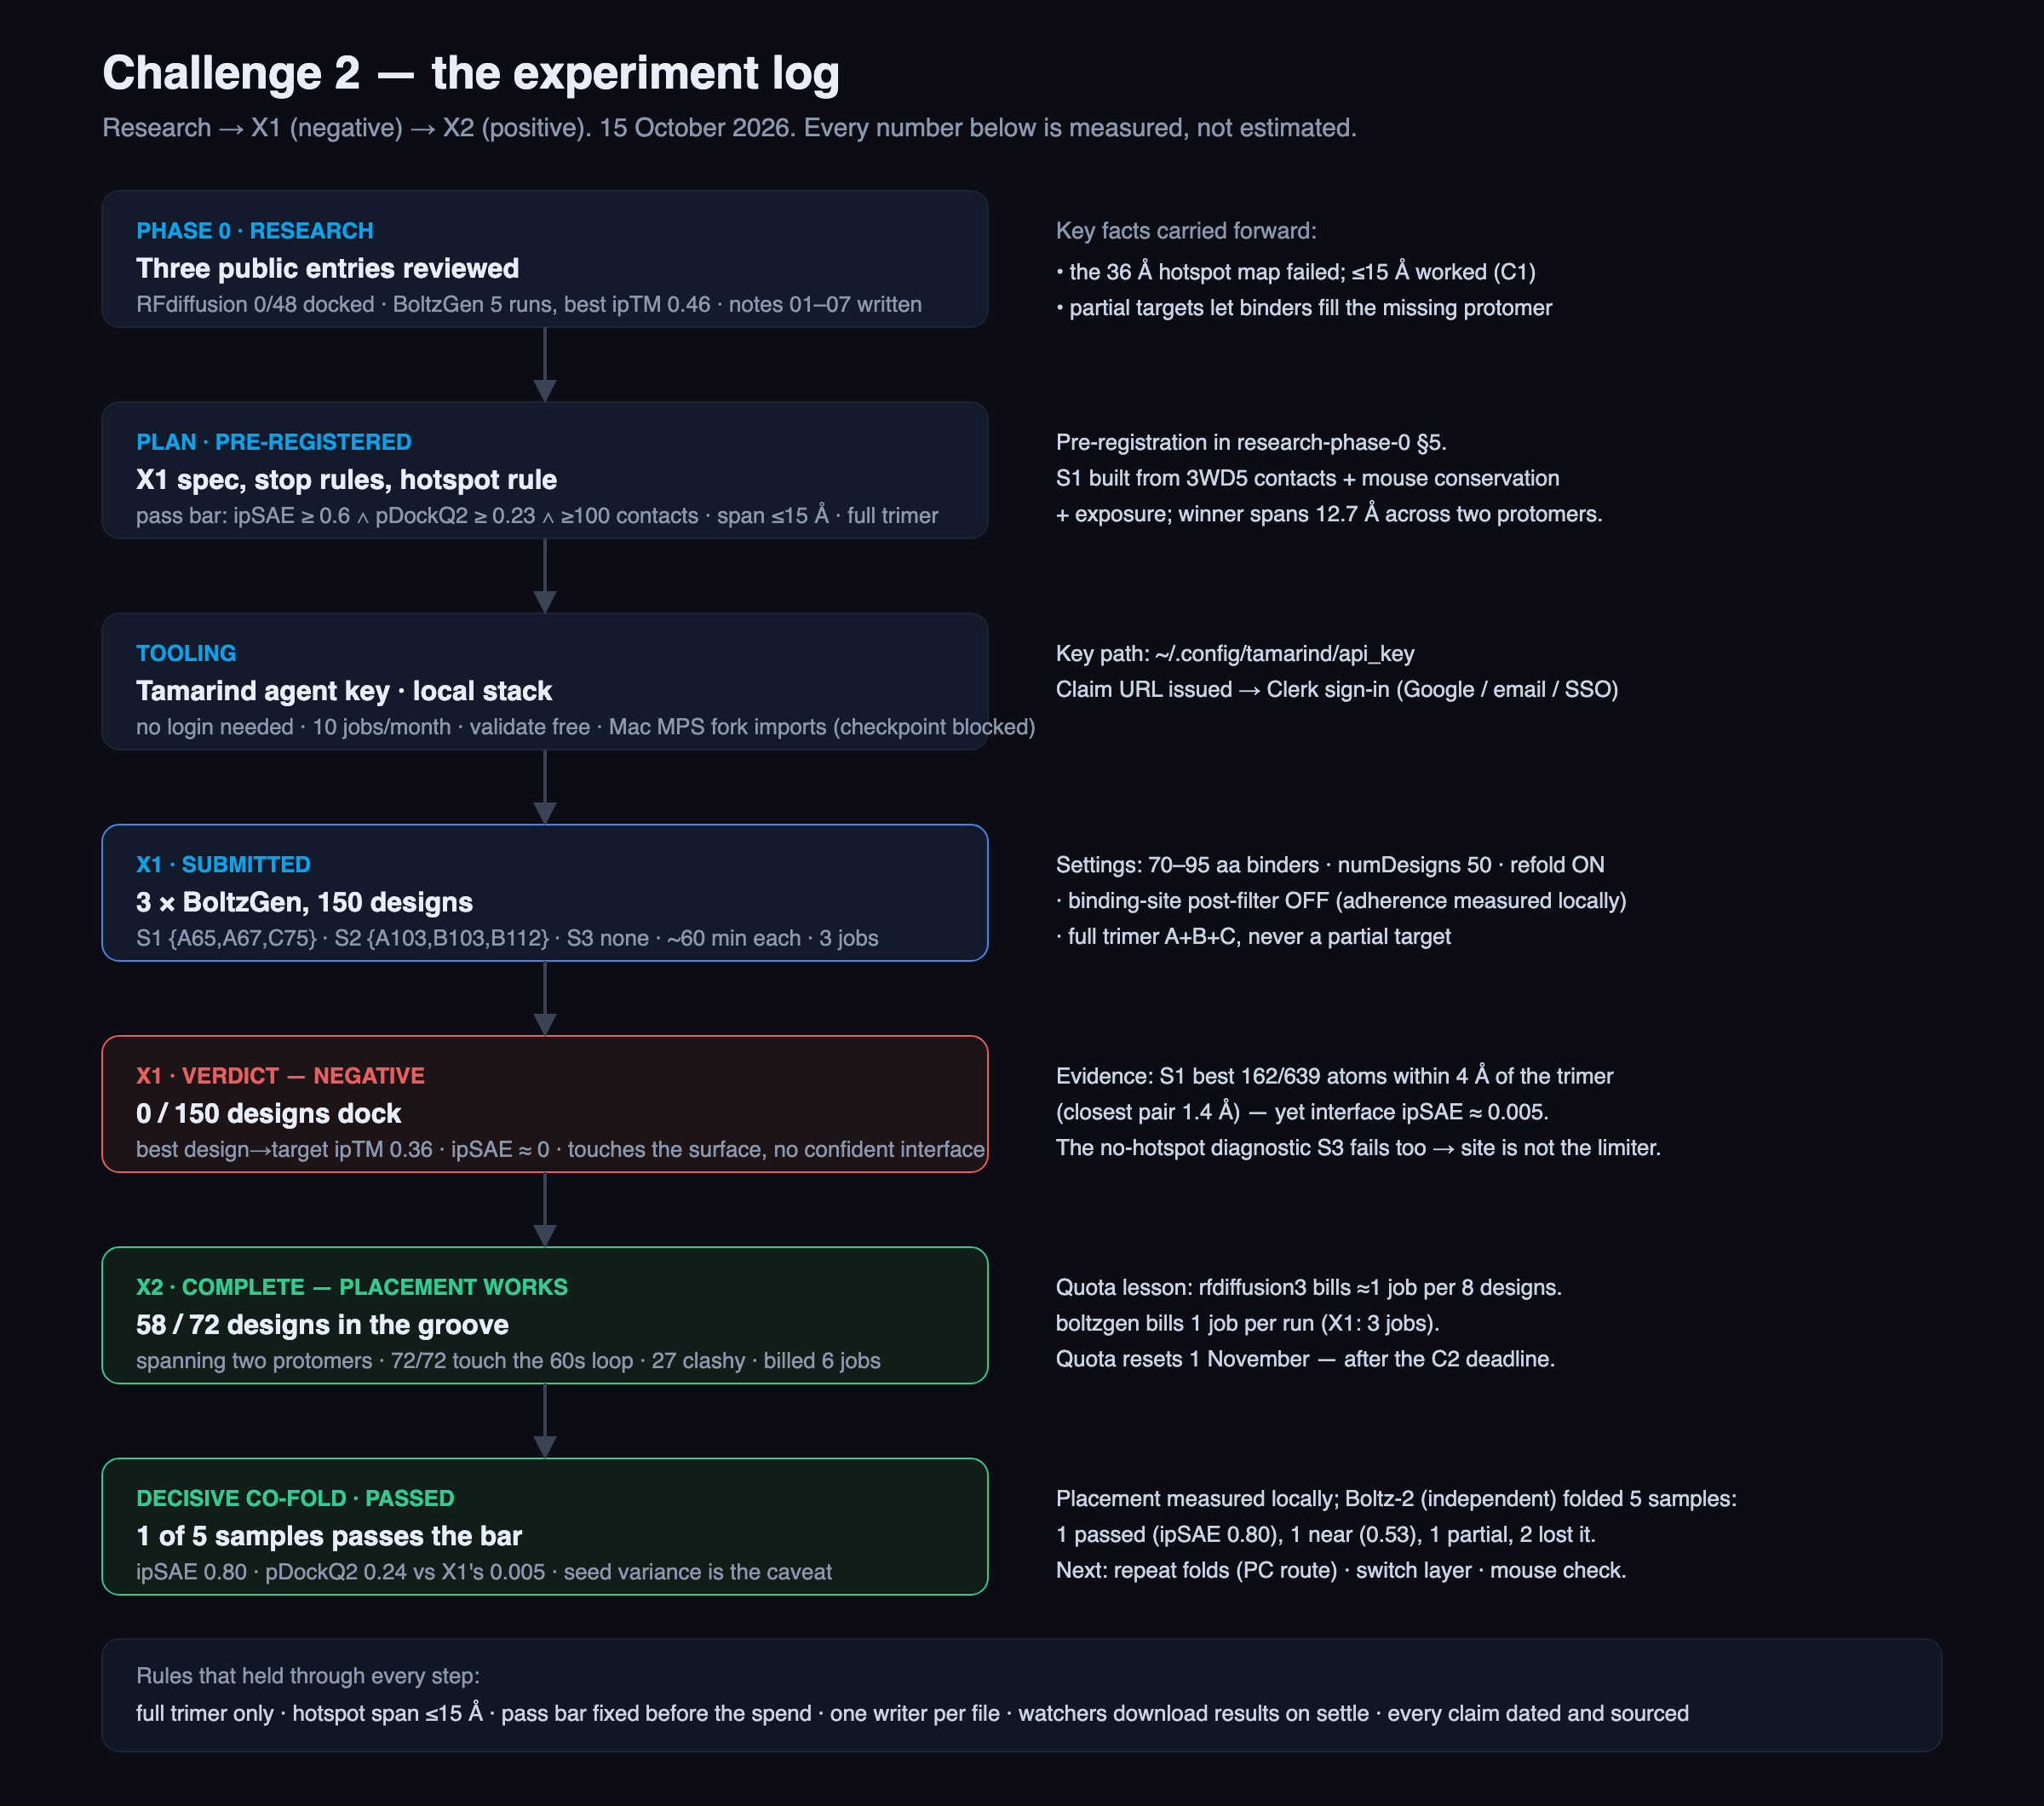 Challenge 2 — the experiment log
Research → X1 (negative) → X2 (positive). 15 October 2026. Every number below is measured, not estimated.
PHASE 0 · RESEARCH
Three public entries reviewed
RFdiffusion 0/48 docked · BoltzGen 5 runs, best ipTM 0.46 · notes 01–07 written
Key facts carried forward:
• the 36 Å hotspot map failed; ≤15 Å worked (C1)
• partial targets let binders fill the missing protomer
PLAN · PRE-REGISTERED
X1 spec, stop rules, hotspot rule
pass bar: ipSAE ≥ 0.6 ∧ pDockQ2 ≥ 0.23 ∧ ≥100 contacts · span ≤15 Å · full trimer
Pre-registration in research-phase-0 §5.
S1 built from 3WD5 contacts + mouse conservation
+ exposure; winner spans 12.7 Å across two protomers.
TOOLING
Tamarind agent key · local stack
no login needed · 10 jobs/month · validate free · Mac MPS fork imports (checkpoint blocked)
Key path: ~/.config/tamarind/api_key
Claim URL issued → Clerk sign-in (Google / email / SSO)
X1 · SUBMITTED
3 × BoltzGen, 150 designs
S1 {A65,A67,C75} · S2 {A103,B103,B112} · S3 none · ~60 min each · 3 jobs
Settings: 70–95 aa binders · numDesigns 50 · refold ON
· binding-site post-filter OFF (adherence measured locally)
· full trimer A+B+C, never a partial target
X1 · VERDICT — NEGATIVE
0 / 150 designs dock
best design→target ipTM 0.36 · ipSAE ≈ 0 · touches the surface, no confident interface
Evidence: S1 best 162/639 atoms within 4 Å of the trimer
(closest pair 1.4 Å) — yet interface ipSAE ≈ 0.005.
The no-hotspot diagnostic S3 fails too → site is not the limiter.
X2 · COMPLETE — PLACEMENT WORKS
58 / 72 designs in the groove
spanning two protomers · 72/72 touch the 60s loop · 27 clashy · billed 6 jobs
Quota lesson: rfdiffusion3 bills ≈1 job per 8 designs.
boltzgen bills 1 job per run (X1: 3 jobs).
Quota resets 1 November — after the C2 deadline.
DECISIVE CO-FOLD · PASSED
1 of 5 samples passes the bar
ipSAE 0.80 · pDockQ2 0.24 vs X1's 0.005 · seed variance is the caveat
Placement measured locally; Boltz-2 (independent) folded 5 samples:
1 passed (ipSAE 0.80), 1 near (0.53), 1 partial, 2 lost it.
Next: repeat folds (PC route) · switch layer · mouse check.
Rules that held through every step:
full trimer only · hotspot span ≤15 Å · pass bar fixed before the spend · one writer per file · watchers download results on settle · every claim dated and sourced